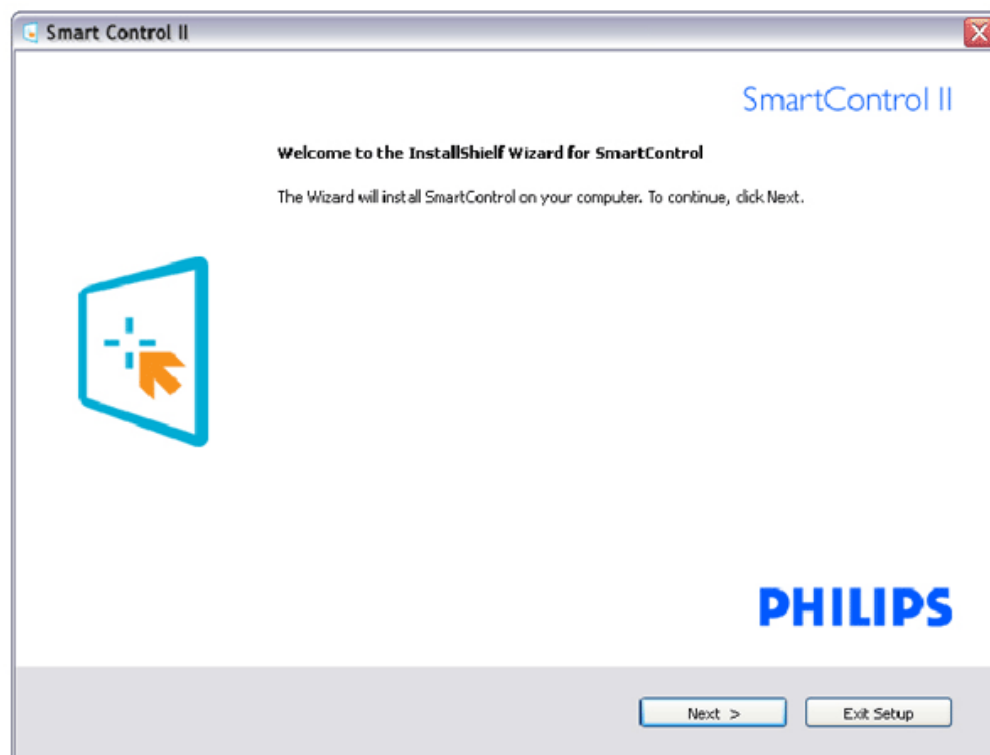 Smart Control II
SmartControl II
Welcome to the InstallShielf Wizard for SmartControl
The Wizard will install SmartControl on your computer. To continue, click Next.
PHILIPS
Next >
Exit Setup